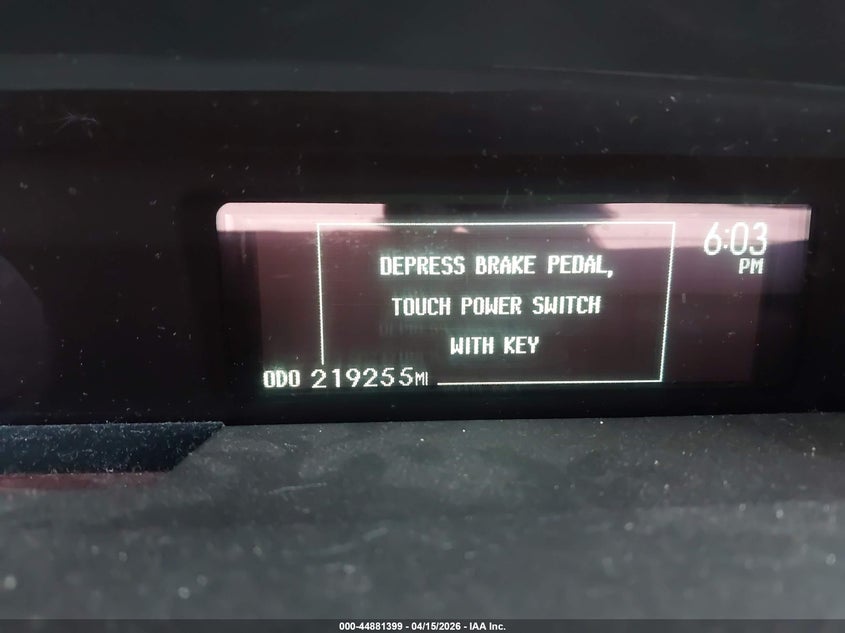 6:03
PM
DEPRESS BRAKE PEDAL,
TOUCH POWER SWITCH
WITH KEY
ODO 219255MI
000-44881399 - 04/15/2026 - IAA Inc.